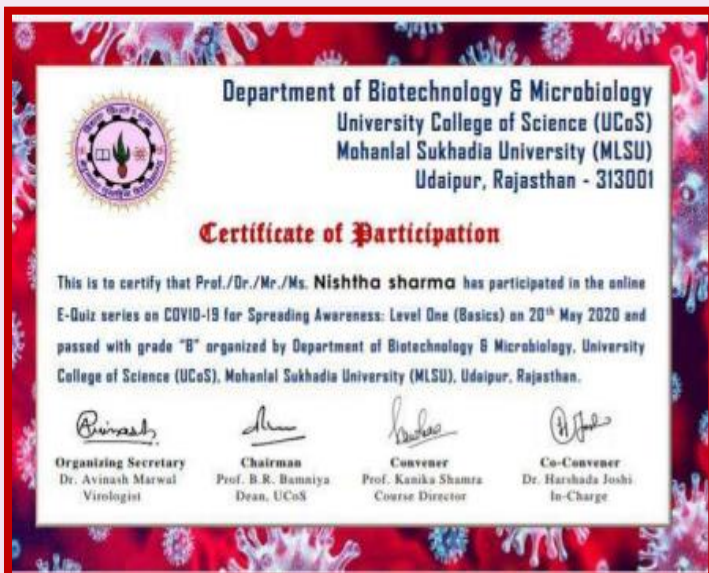 Department of Biotechnology & Microbiology
University College of Science (UCoS)
Mohanlal Sukhadia University (MLSU)
Udaipur, Rajasthan - 313001
Certificate of Participation
This is to certify that Prof./Dr./Mr./Ms. Nishtha sharma has participated in the online
E-Quiz series on COVID-19 for Spreading Awareness: Level One (Basics) on 20th May 2020 and
passed with grade "B" organized by Department of Biotechnology & Microbiology, University
College of Science (UCoS), Mohanlal Sukhadia University (MLSU), Udaipur, Rajasthan.
Organizing Secretary Chairman Convener Co-Convener
Dr. Avinash Marwal Prof. B.R. Bamniya Prof. Kanika Shamra Dr. Harshada Joshi
Virologist Dean, UCoS Course Director In-Charge